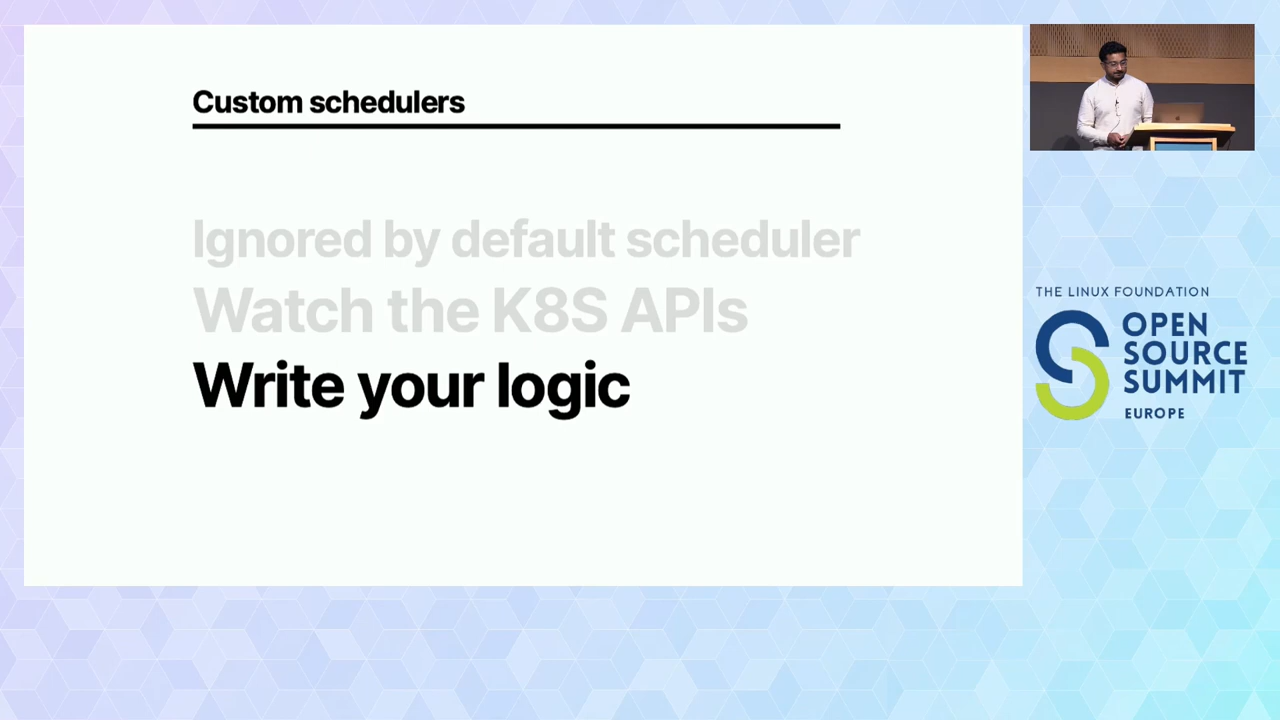 Custom schedulers
Ignored by default scheduler
Watch the K8S APIs
Write your logic
THE LINUX FOUNDATION
OPEN
SOURCE
SUMMIT
EUROPE